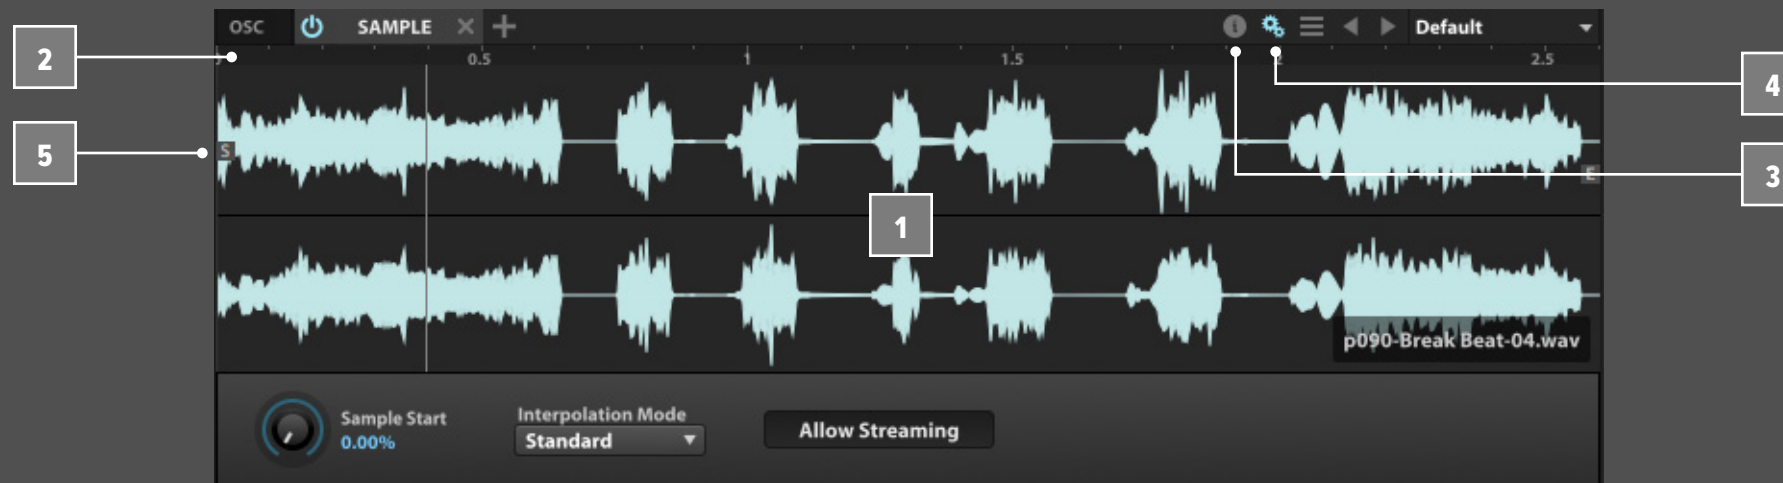 OSC SAMPLE Default
0.5 1 1.5 2 2.5
2
4
5
S
3
E
1
p090-Break Beat-04.wav
Sample Start
0.00%
Interpolation Mode
Standard
Allow Streaming